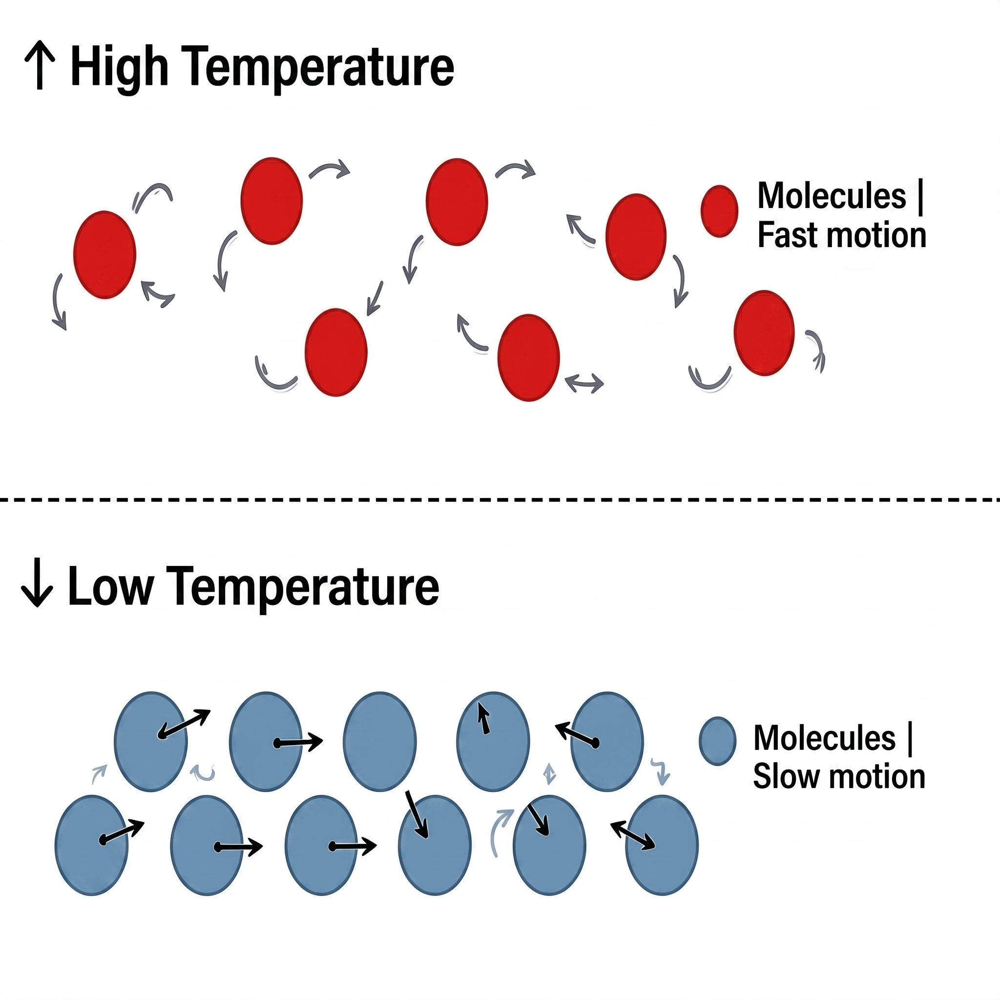 ↑ High Temperature
Molecules |
Fast motion
↓ Low Temperature
Molecules |
Slow motion